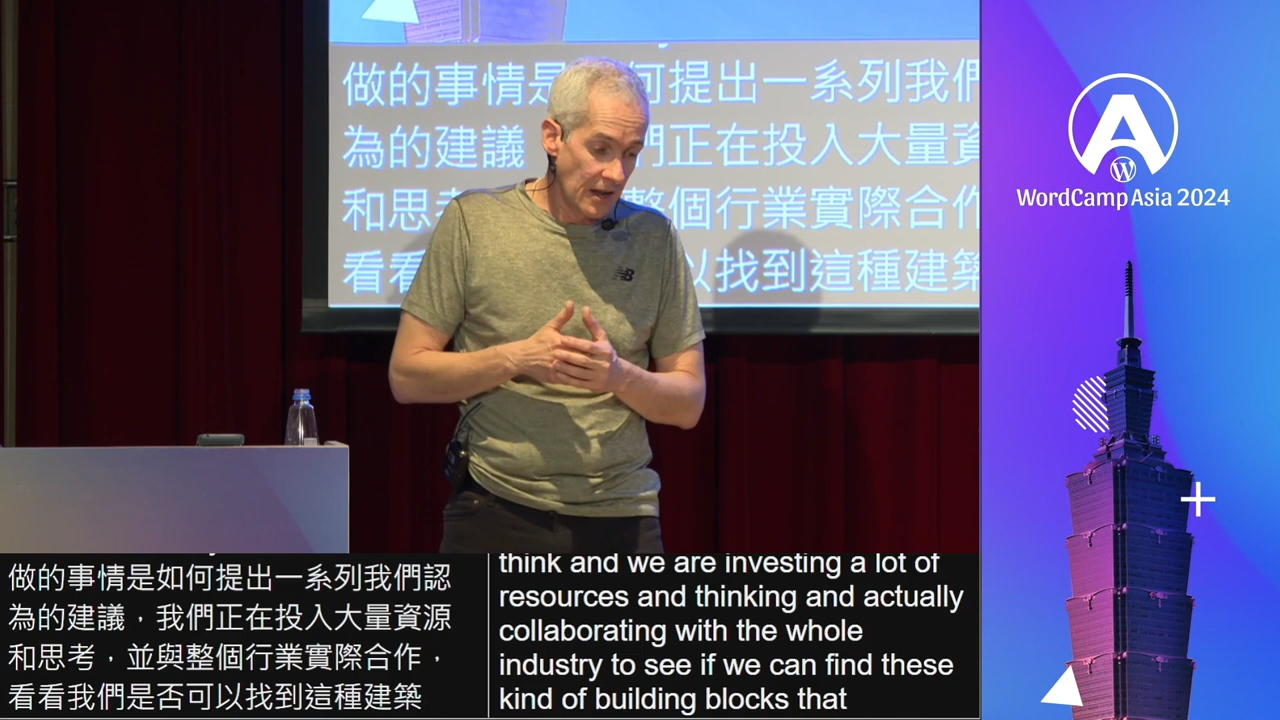 做的事情是 何提出一系列我們
為的建議 們正在投入大量資
和思考 整個行業實際合作
看看 以找到這種建築
WordCamp Asia 2024
做的事情是如何提出一系列我們認
為的建議，我們正在投入大量資源
和思考，並與整個行業實際合作，
看看我們是否可以找到這種建築
think and we are investing a lot of
resources and thinking and actually
collaborating with the whole
industry to see if we can find these
kind of building blocks that